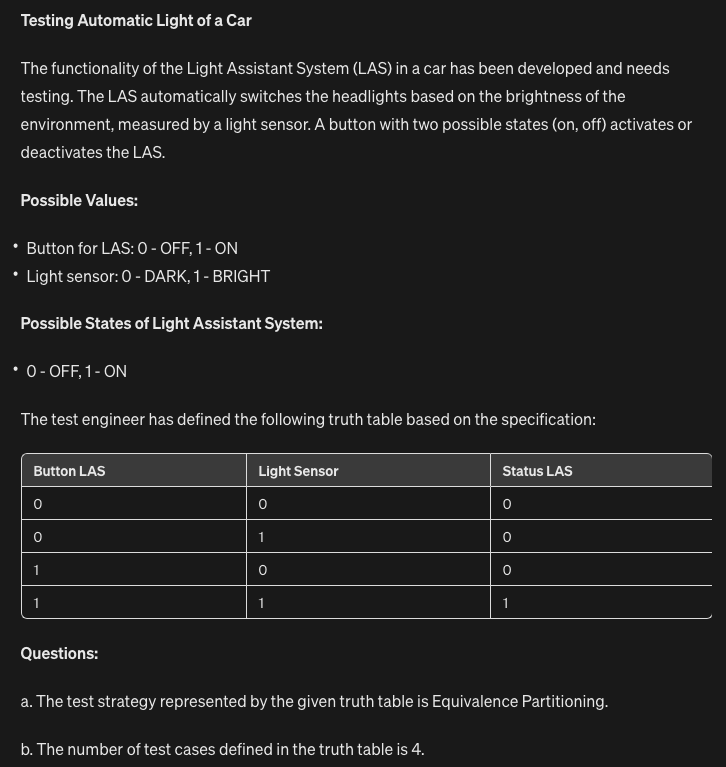 Testing Automatic Light of a Car
The functionality of the Light Assistant System (LAS) in a car has been developed and needs
testing. The LAS automatically switches the headlights based on the brightness of the
environment, measured by a light sensor. A button with two possible states (on, off) activates or
deactivates the LAS.
Possible Values:
• Button for LAS: 0 - OFF, 1 - ON
• Light sensor: 0 - DARK, 1 - BRIGHT
Possible States of Light Assistant System:
• 0 - OFF, 1 - ON
The test engineer has defined the following truth table based on the specification:
Button LAS Light Sensor Status LAS
0 0 0
0 1 0
1 0 0
1 1 1
Questions:
a. The test strategy represented by the given truth table is Equivalence Partitioning.
b. The number of test cases defined in the truth table is 4.